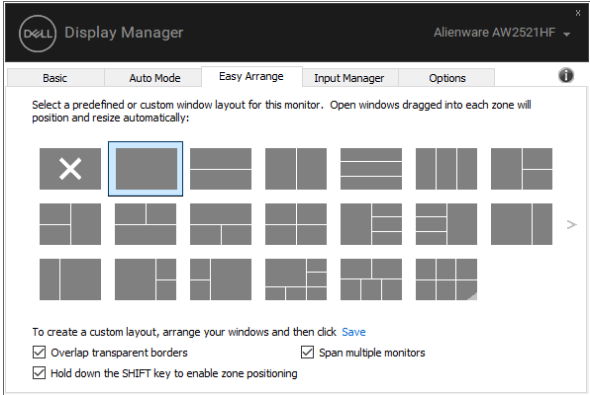 x
DELL Display Manager
Alienware AW2521HF
Basic
Auto Mode
Easy Arrange
Input Manager
Options
i
Select a predefined or custom window layout for this monitor. Open windows dragged into each zone will
position and resize automatically:
>
To create a custom layout, arrange your windows and then click Save
Overlap transparent borders
Span multiple monitors
Hold down the SHIFT key to enable zone positioning